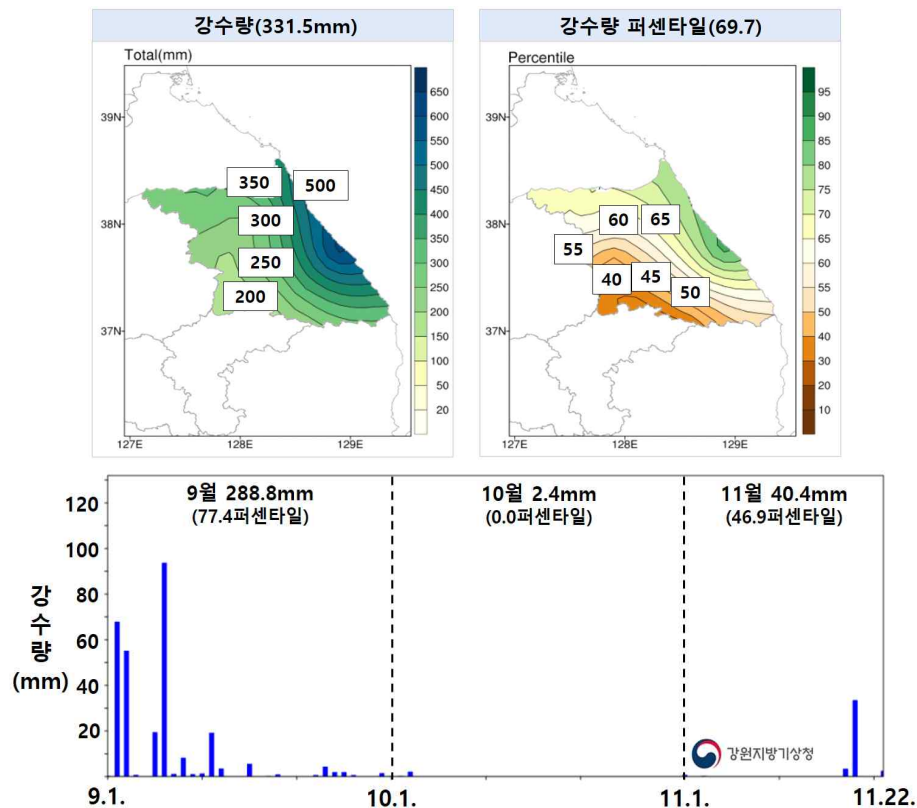 강수량(331.5mm)
강수량 퍼센타일(69.7)
Total(mm)
39N
38N
37N
127E
128E
129E
350
500
300
250
200
650
600
550
500
450
400
350
300
250
200
150
100
50
20
Percentile
39N
38N
37N
127E
128E
129E
60
65
55
40
45
50
95
90
85
80
75
70
65
60
50
40
30
20
10
9월 288.8mm
(77.4퍼센타일)
10월 2.4mm
(0.0퍼센타일)
11월 40.4mm
(46.9퍼센타일)
강
수
량
(mm)
120
100
80
60
40
20
강원지방기상청
9.1.
10.1.
11.1.
11.22.